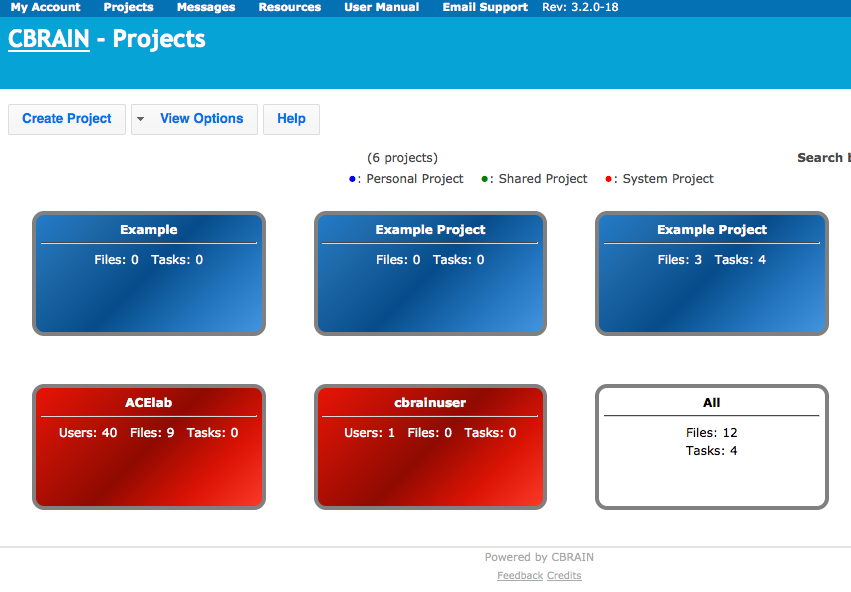 My Account Projects Messages Resources User Manual Email Support Rev: 3.2.0-18
CBRAIN - Projects
Create Project View Options Help
(6 projects) Search
: Personal Project : Shared Project : System Project
Example
Files: 0 Tasks: 0
Example Project
Files: 0 Tasks: 0
Example Project
Files: 3 Tasks: 4
ACElab
Users: 40 Files: 9 Tasks: 0
cbrainuser
Users: 1 Files: 0 Tasks: 0
All
Files: 12
Tasks: 4
Powered by CBRAIN
Feedback Credits